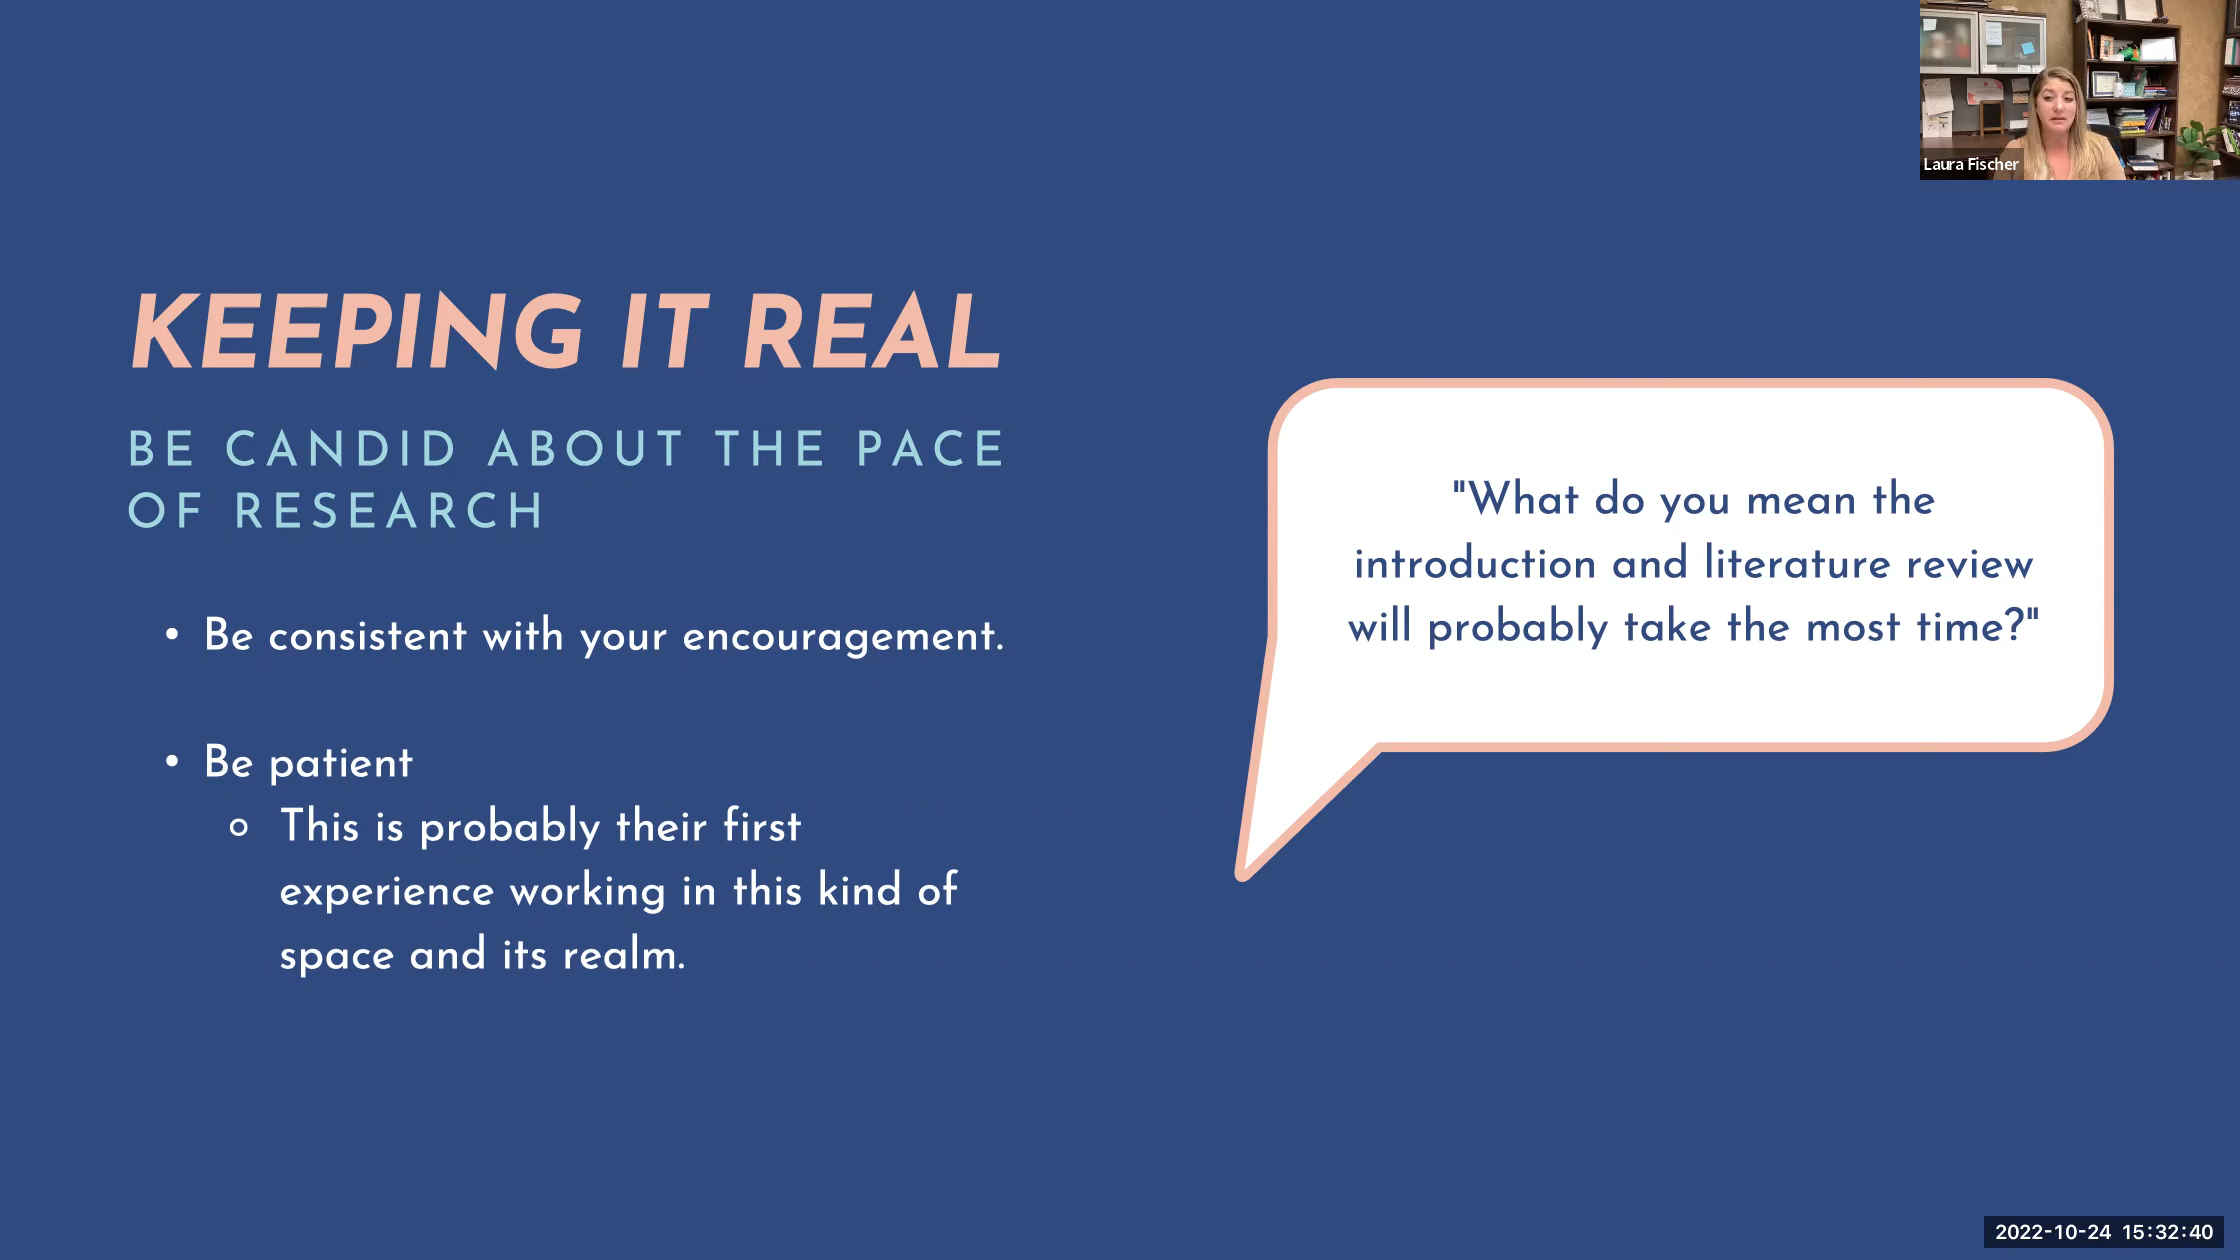 KEEPING IT REAL
BE CANDID ABOUT THE PACE
OF RESEARCH
• Be consistent with your encouragement.
• Be patient
○ This is probably their first
experience working in this kind of
space and its realm.
"What do you mean the
introduction and literature review
will probably take the most time?"
Laura Fischer
2022-10-24 15:32:40